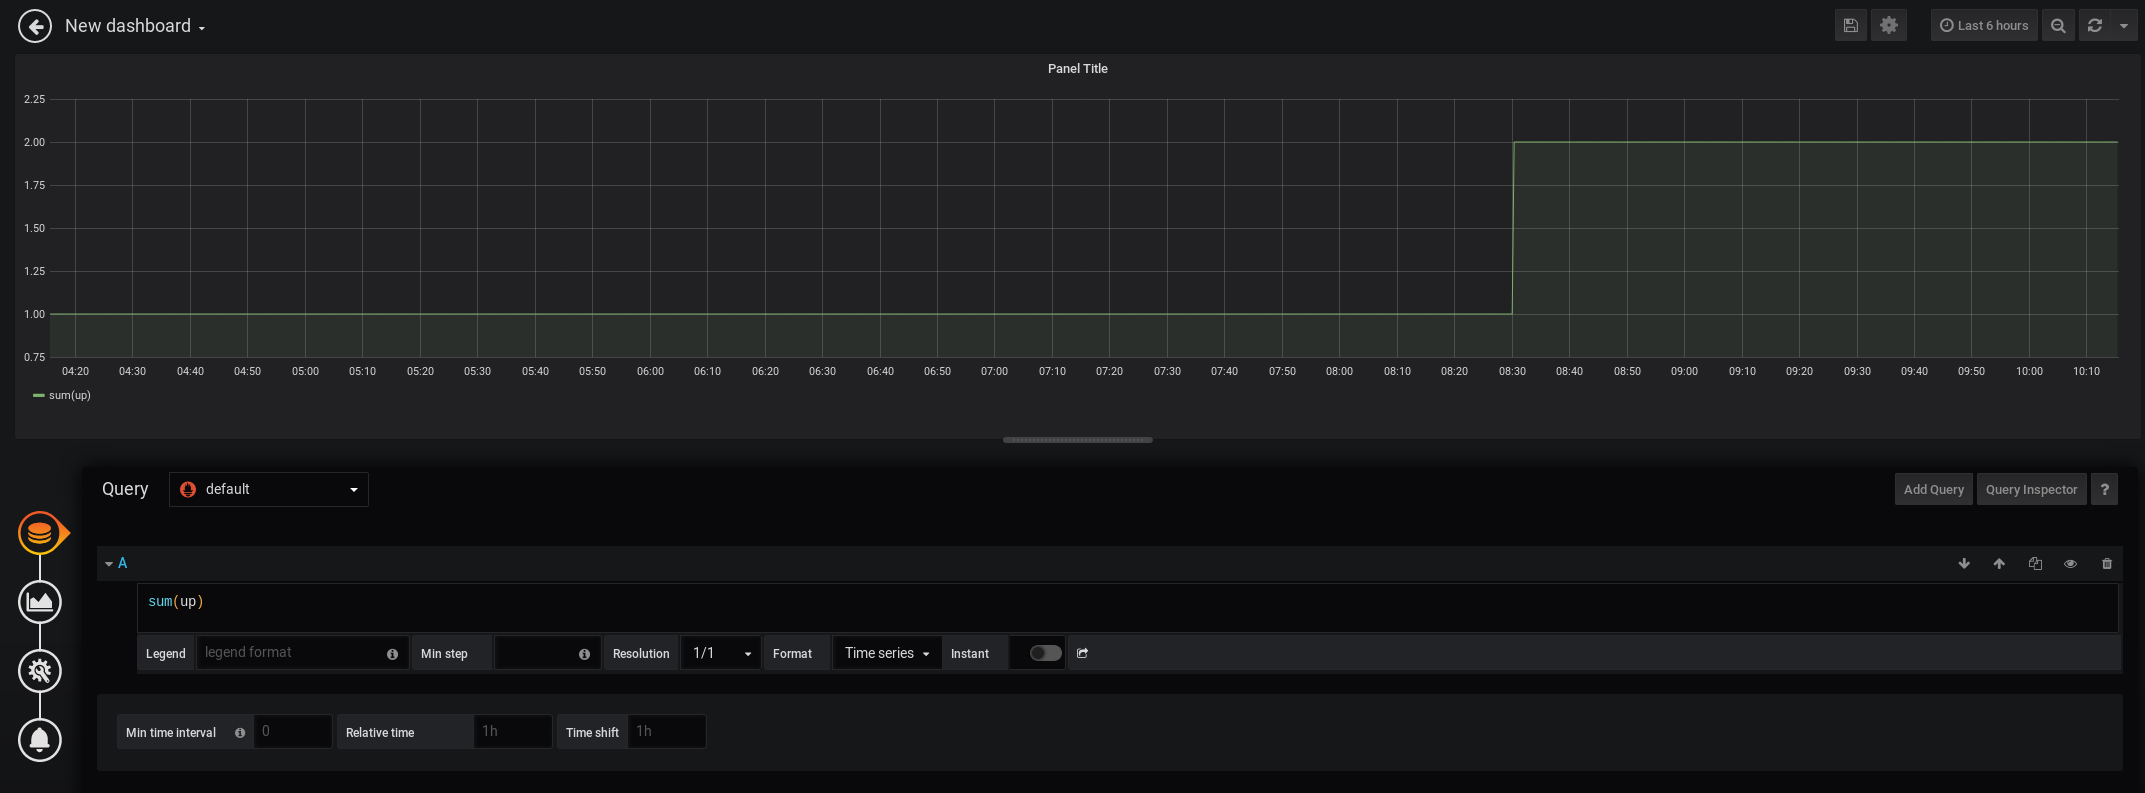 New dashboard
Last 6 hours
Panel Title
2.25
2.00
1.75
1.50
1.25
1.00
0.75
04:20 04:30 04:40 04:50 05:00 05:10 05:20 05:30 05:40 05:50 06:00 06:10 06:20 06:30 06:40 06:50 07:00 07:10 07:20 07:30 07:40 07:50 08:00 08:10 08:20 08:30 08:40 08:50 09:00 09:10 09:20 09:30 09:40 09:50 10:00 10:10
sum(up)
Query default Add Query Query Inspector ?
A
sum(up)
Legend legend format Min step Resolution 1/1 Format Time series Instant
Min time interval 0 Relative time 1h Time shift 1h